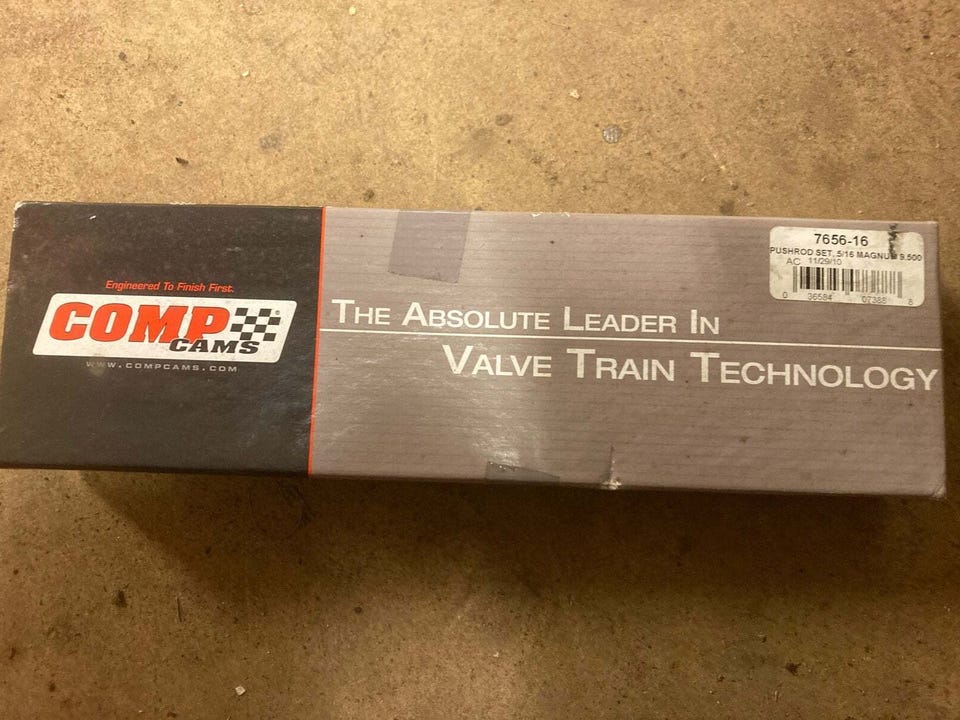 Engineered To Finish First.
COMP
CAMS
WWW.COMPCAMS.COM
THE ABSOLUTE LEADER IN
VALVE TRAIN TECHNOLOGY
7656-16
PUSHROD SET, 5/16 MAGNUM 9.500
AC 11/29/10
0 36584 07388 8